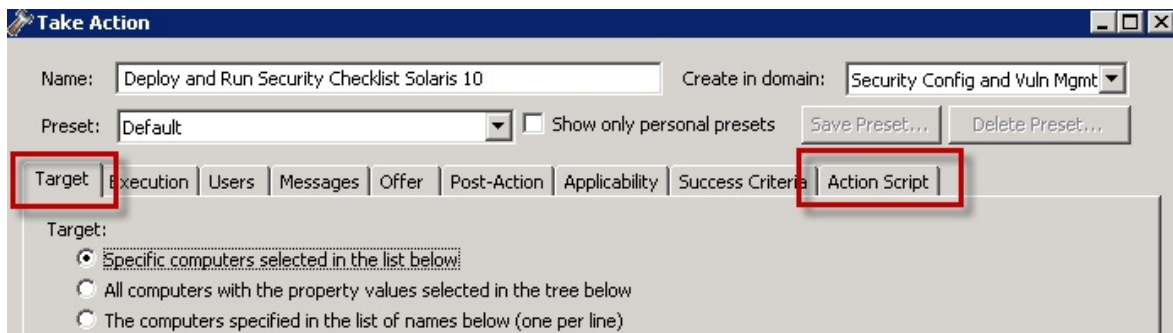 Take Action
Name: Deploy and Run Security Checklist Solaris 10 Create in domain: Security Config and Vuln Mgmt
Preset: Default Show only personal presets Save Preset... Delete Preset...
Target Execution Users Messages Offer Post-Action Applicability Success Criteria Action Script
Target:
Specific computers selected in the list below
All computers with the property values selected in the tree below
The computers specified in the list of names below (one per line)